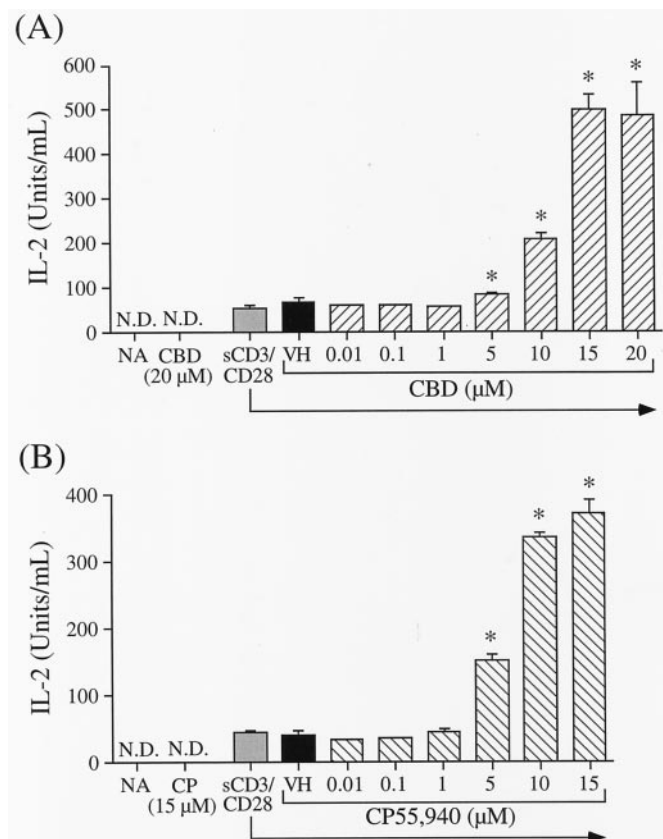 (A)
IL-2 (Units/mL)
600
500
400
300
200
100
0
N.D. N.D.
* * * *
NA CBD sCD3/ VH 0.01 0.1 1 5 10 15 20
(20 µM) CD28
CBD (µM)
(B)
IL-2 (Units/mL)
400
300
200
100
0
N.D. N.D.
* * *
NA CP sCD3/ VH 0.01 0.1 1 5 10 15
(15 µM) CD28
CP55,940 (µM)